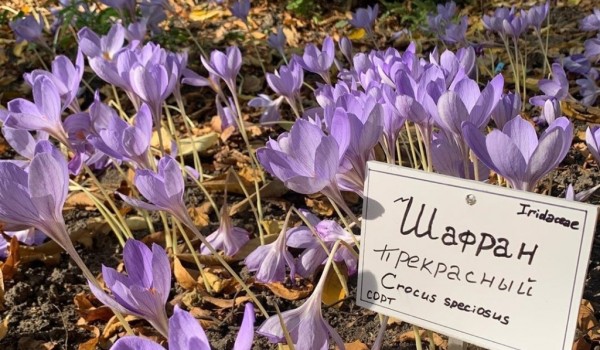 Iridaceae
Шафран
прекрасный
Crocus speciosus
сорт